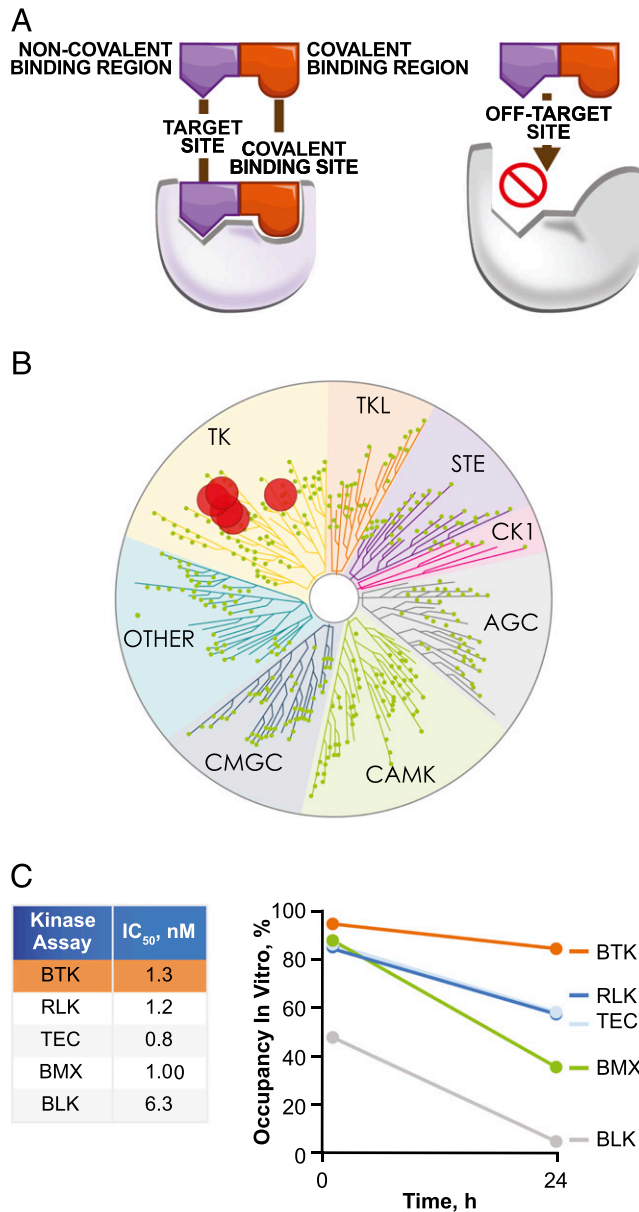 A
NON-COVALENT
BINDING REGION
COVALENT
BINDING REGION
TARGET
SITE
COVALENT
BINDING SITE
OFF-TARGET
SITE
B
TK
TKL
STE
CK1
AGC
CAMK
CMGC
OTHER
C
Kinase
Assay
IC50, nM
BTK 1.3
RLK 1.2
TEC 0.8
BMX 1.00
BLK 6.3
Occupancy In Vitro, %
100
80
60
40
20
0
0
24
Time, h
BTK
RLK
TEC
BMX
BLK